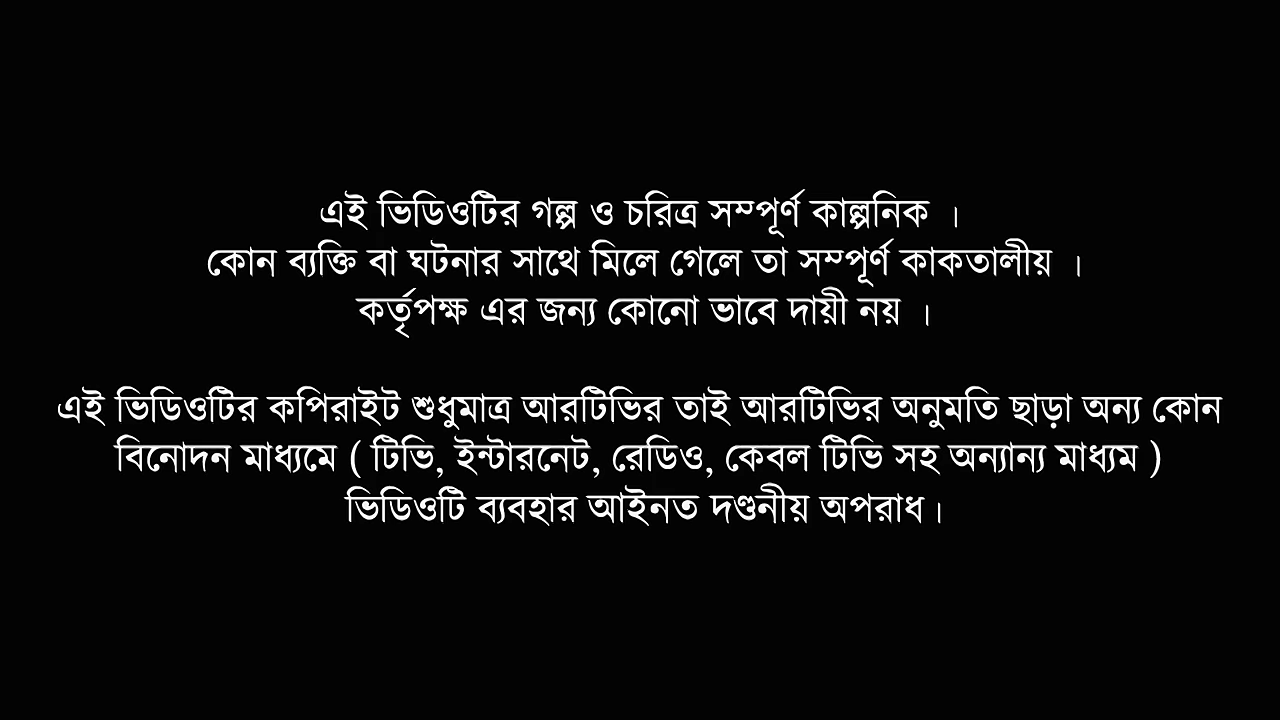 এই ভিডিওটির গল্প ও চরিত্র সম্পূর্ণ কাল্পনিক ।
কোন ব্যক্তি বা ঘটনার সাথে মিলে গেলে তা সম্পূর্ণ কাকতালীয় ।
কর্তৃপক্ষ এর জন্য কোনো ভাবে দায়ী নয় ।
এই ভিডিওটির কপিরাইট শুধুমাত্র আরটিভির তাই আরটিভির অনুমতি ছাড়া অন্য কোন
বিনোদন মাধ্যমে ( টিভি, ইন্টারনেট, রেডিও, কেবল টিভি সহ অন্যান্য মাধ্যম )
ভিডিওটি ব্যবহার আইনত দণ্ডনীয় অপরাধ।